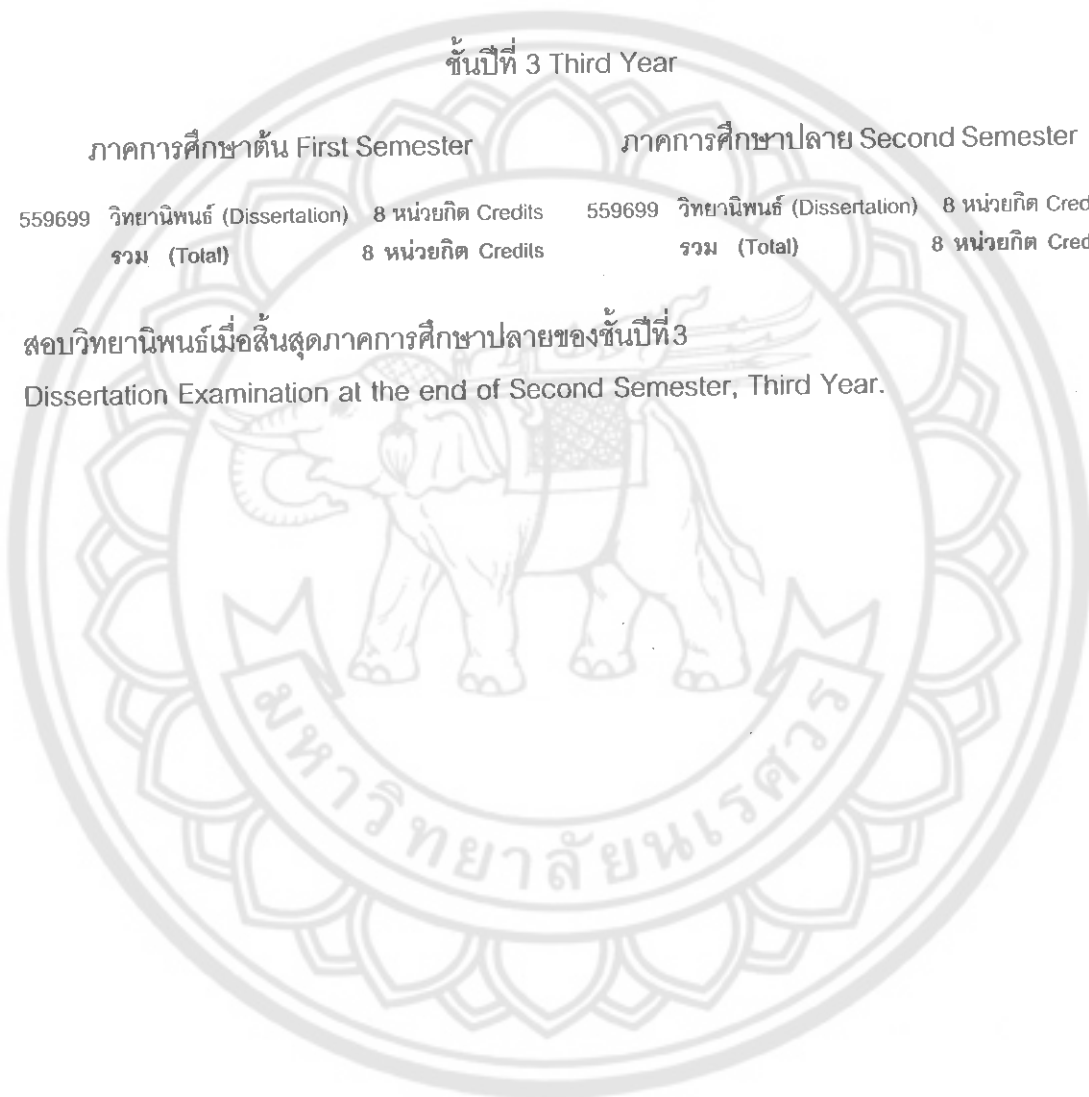 ชั้นปีที่ 3 Third Year
ภาคการศึกษาต้น First Semester
559699 วิทยานิพนธ์ (Dissertation) 8 หน่วยกิต Credits
รวม (Total) 8 หน่วยกิต Credits
ภาคการศึกษาปลาย Second Semester
559699 วิทยานิพนธ์ (Dissertation) 8 หน่วยกิต Cred
รวม (Total) 8 หน่วยกิต Cred
สอบวิทยานิพนธ์เมื่อสิ้นสุดภาคการศึกษาปลายของชั้นปีที่3
Dissertation Examination at the end of Second Semester, Third Year.
มหาวิทยาลัยนเรศวร